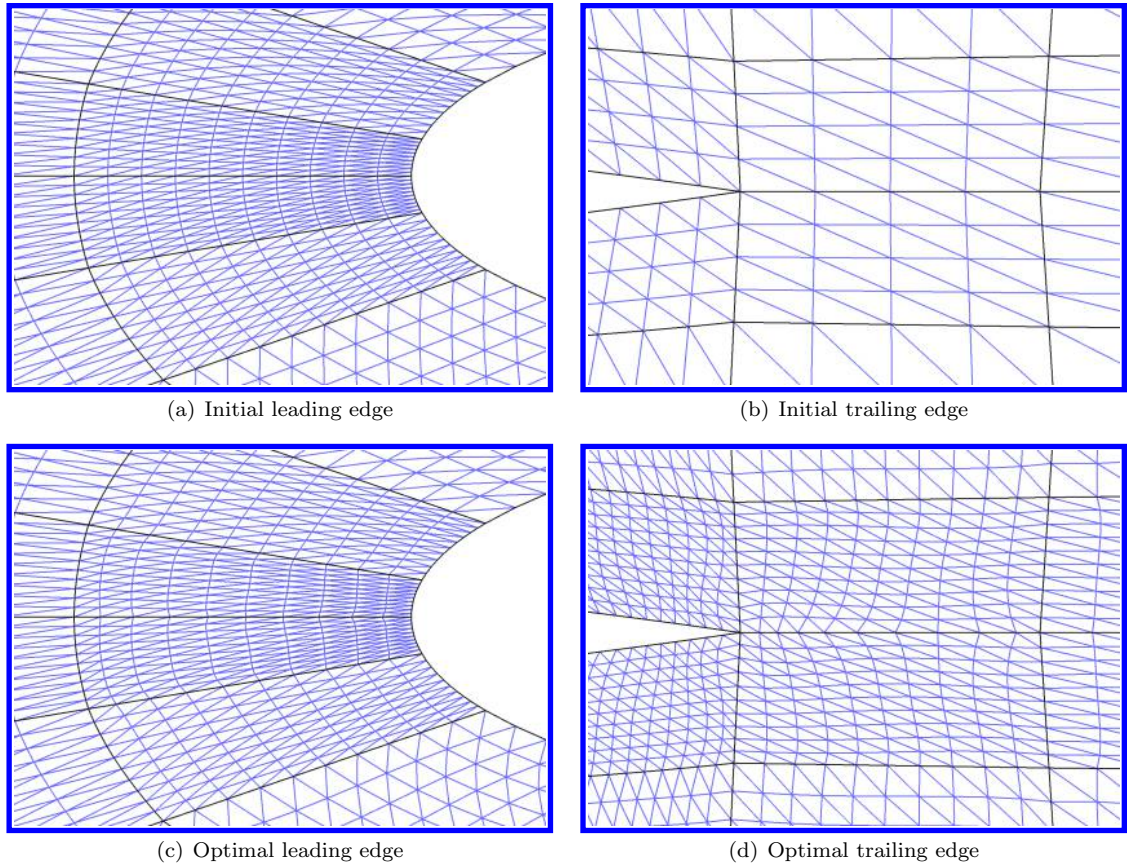 (a) Initial leading edge
(b) Initial trailing edge
(c) Optimal leading edge
(d) Optimal trailing edge